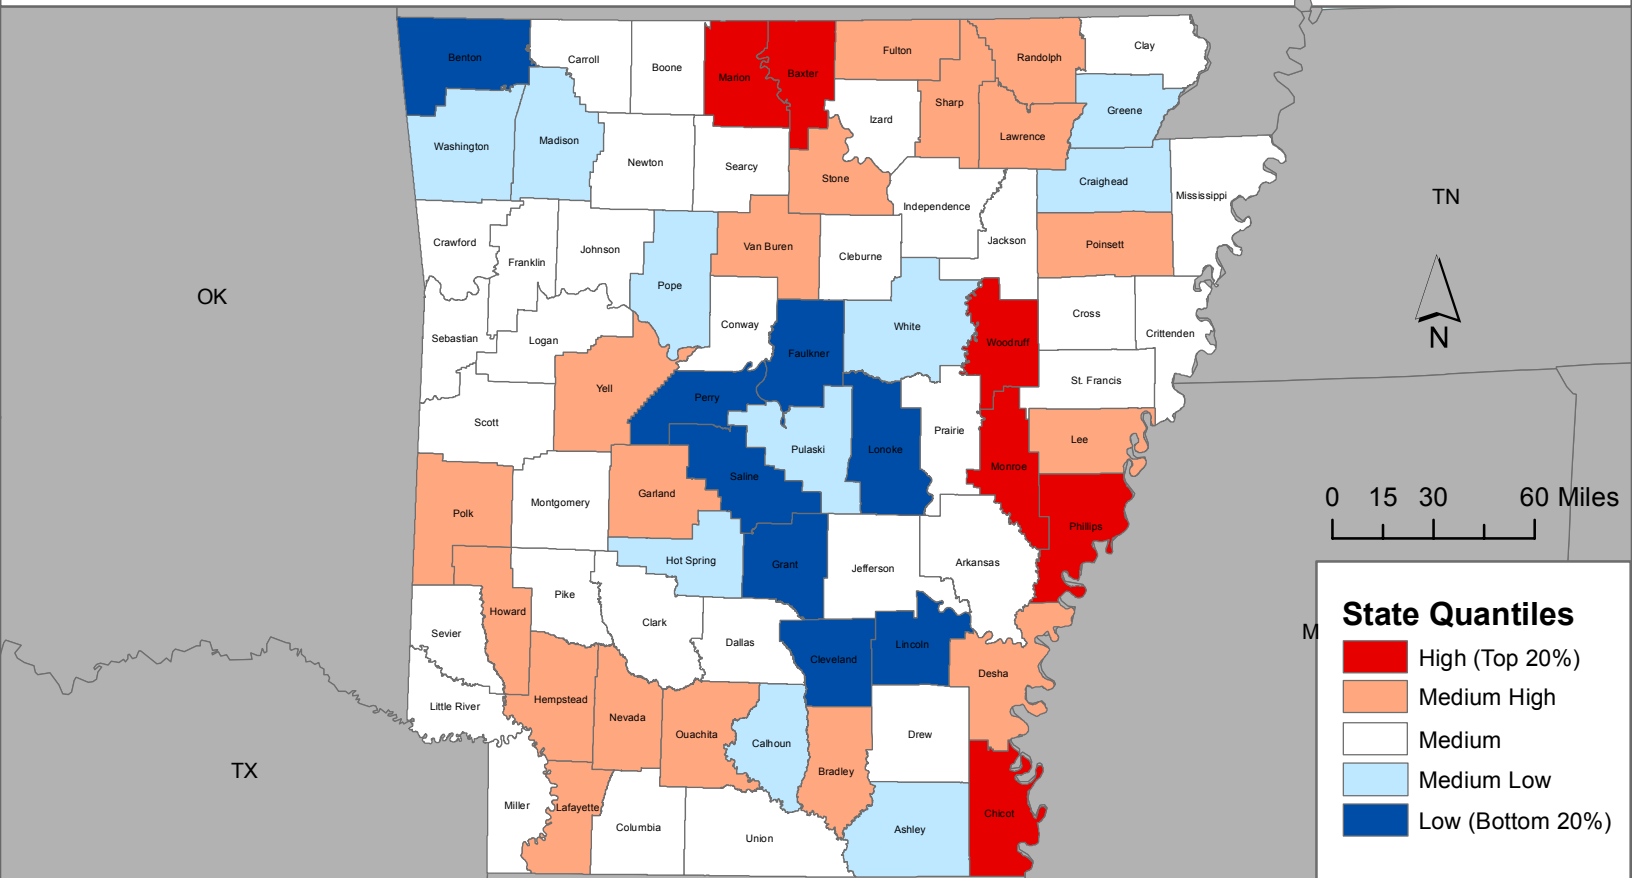 Benton
Carroll
Boone
Marion
Baxter
Fulton
Randolph
Clay
Sharp
Greene
Izard
Lawrence
Washington
Madison
Newton
Searcy
Stone
Craighead
Mississippi
Independence
TN
Crawford
Franklin
Johnson
Van Buren
Cleburne
Jackson
Poinsett
OK
Pope
Conway
White
Cross
Crittenden
Sebastian
Logan
Faulkner
Woodruff
N
St. Francis
Yell
Perry
Scott
Prairie
Lee
Pulaski
Lonoke
Saline
Monroe
Garland
Montgomery
Polk
Phillips
0 15 30 60 Miles
Hot Spring
Grant
Jefferson
Arkansas
Pike
Howard
Clark
Sevier
Dallas
Lincoln
Cleveland
Desha
M
State Quantiles
High (Top 20%)
Medium High
Medium
Medium Low
Low (Bottom 20%)
Little River
Hempstead
Nevada
Ouachita
Calhoun
Drew
TX
Bradley
Miller
Lafayette
Columbia
Union
Ashley
Chicot